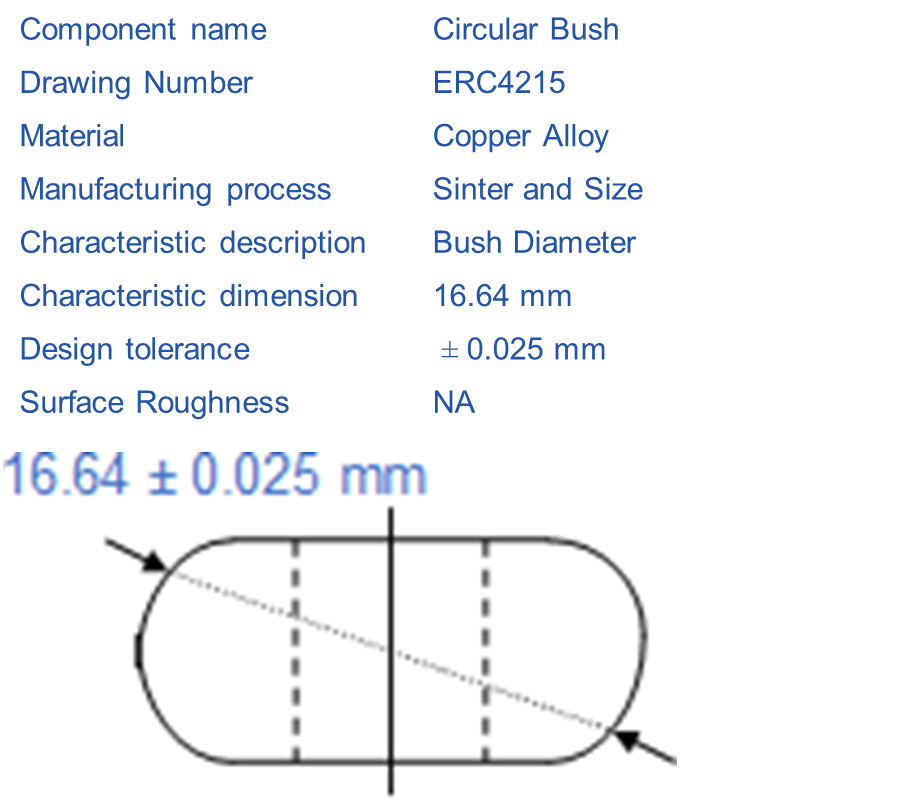 Component name Circular Bush
Drawing Number ERC4215
Material Copper Alloy
Manufacturing process Sinter and Size
Characteristic description Bush Diameter
Characteristic dimension 16.64 mm
Design tolerance ± 0.025 mm
Surface Roughness NA
16.64 ± 0.025 mm